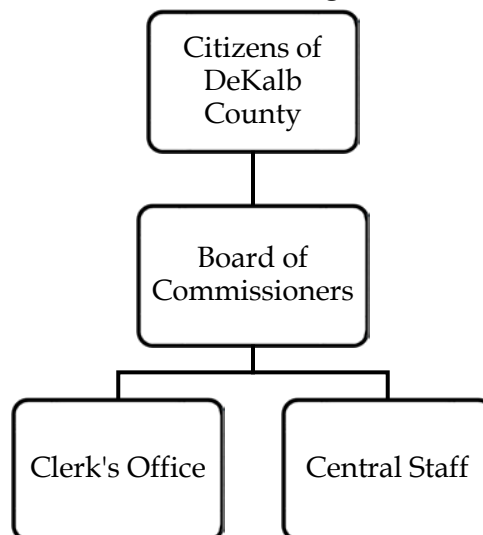 Citizens of
DeKalb
County
Board of
Commissioners
Clerk's Office
Central Staff